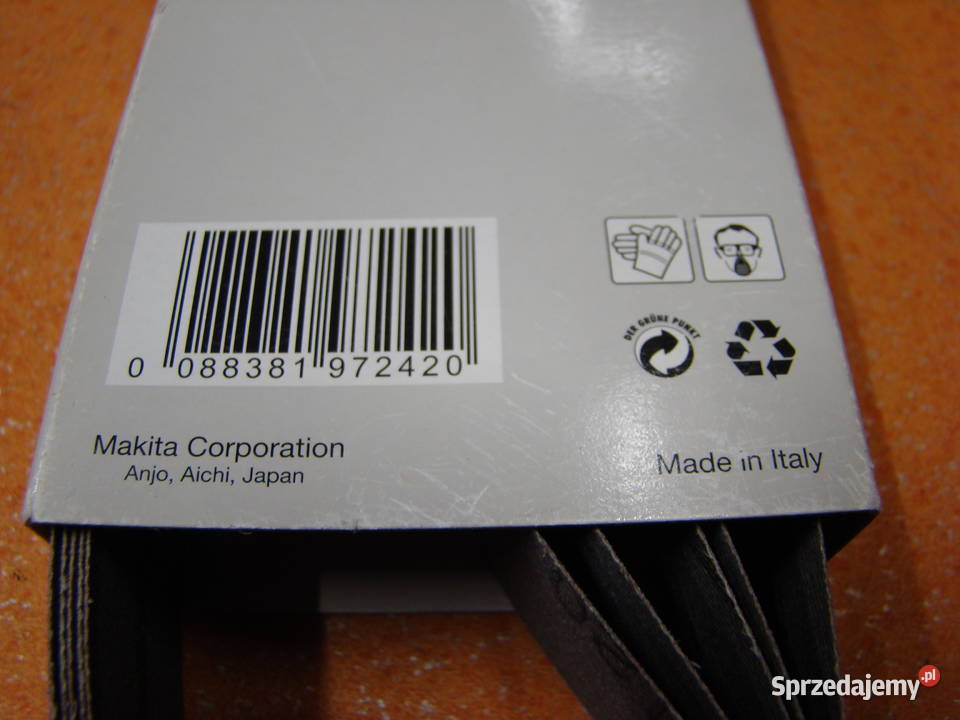 0 088381 972420
DER GRÜNE PUNKT
Makita Corporation
Anjo, Aichi, Japan
Made in Italy
Sprzedajemy.pl